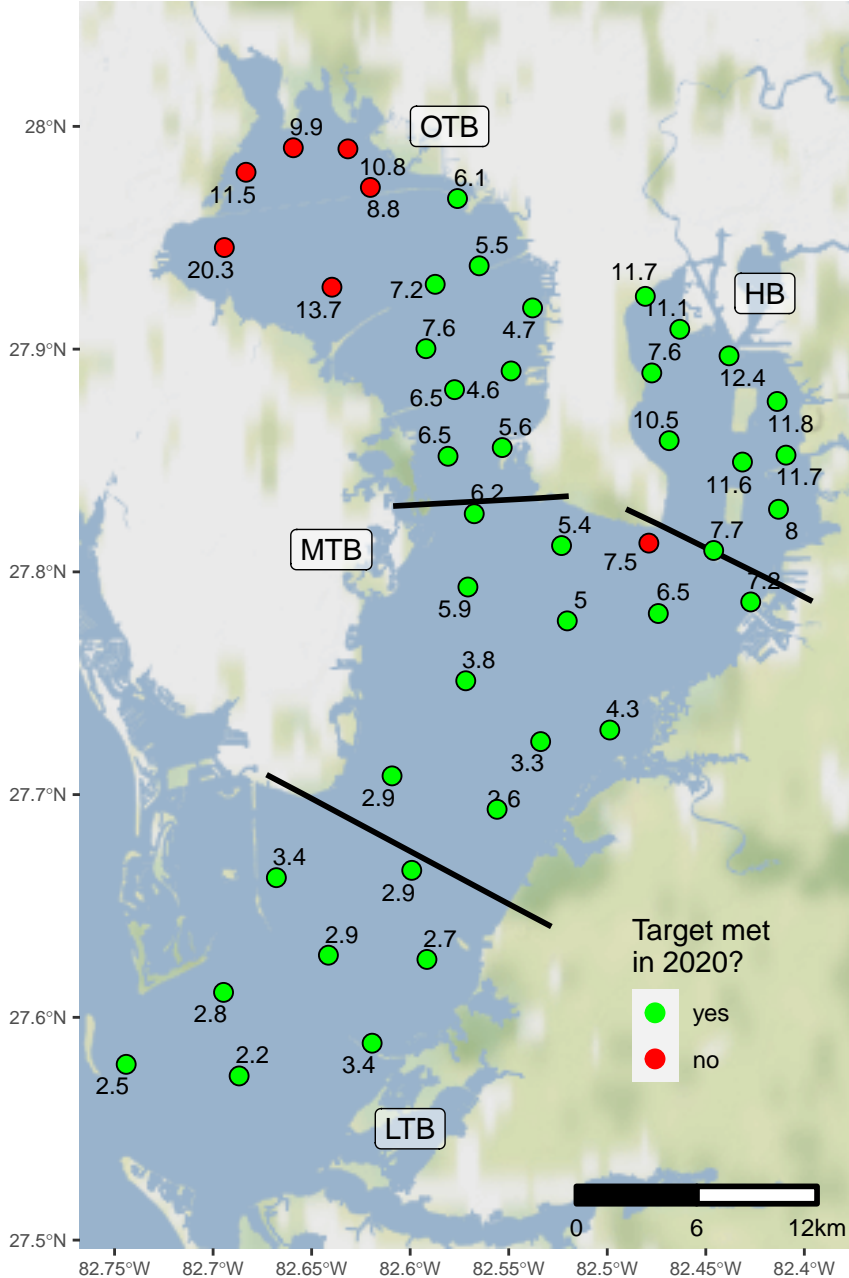 28°N
9.9
OTB
10.8
11.5
8.8
6.1
20.3
5.5
13.7
7.2
4.7
11.7
HB
11.1
27.9°N
7.6
7.6
12.4
6.5
4.6
11.8
6.5
5.6
10.5
11.6
11.7
6.2
8
MTB
5.4
7.5
7.7
27.8°N
7.2
5.9
5
6.5
3.8
4.3
3.3
27.7°N
2.9
2.6
3.4
2.9
2.9
2.7
Target met
in 2020?
2.8
yes
27.6°N
2.5
2.2
3.4
no
LTB
0 6 12km
27.5°N
82.75°W 82.7°W 82.65°W 82.6°W 82.55°W 82.5°W 82.45°W 82.4°W